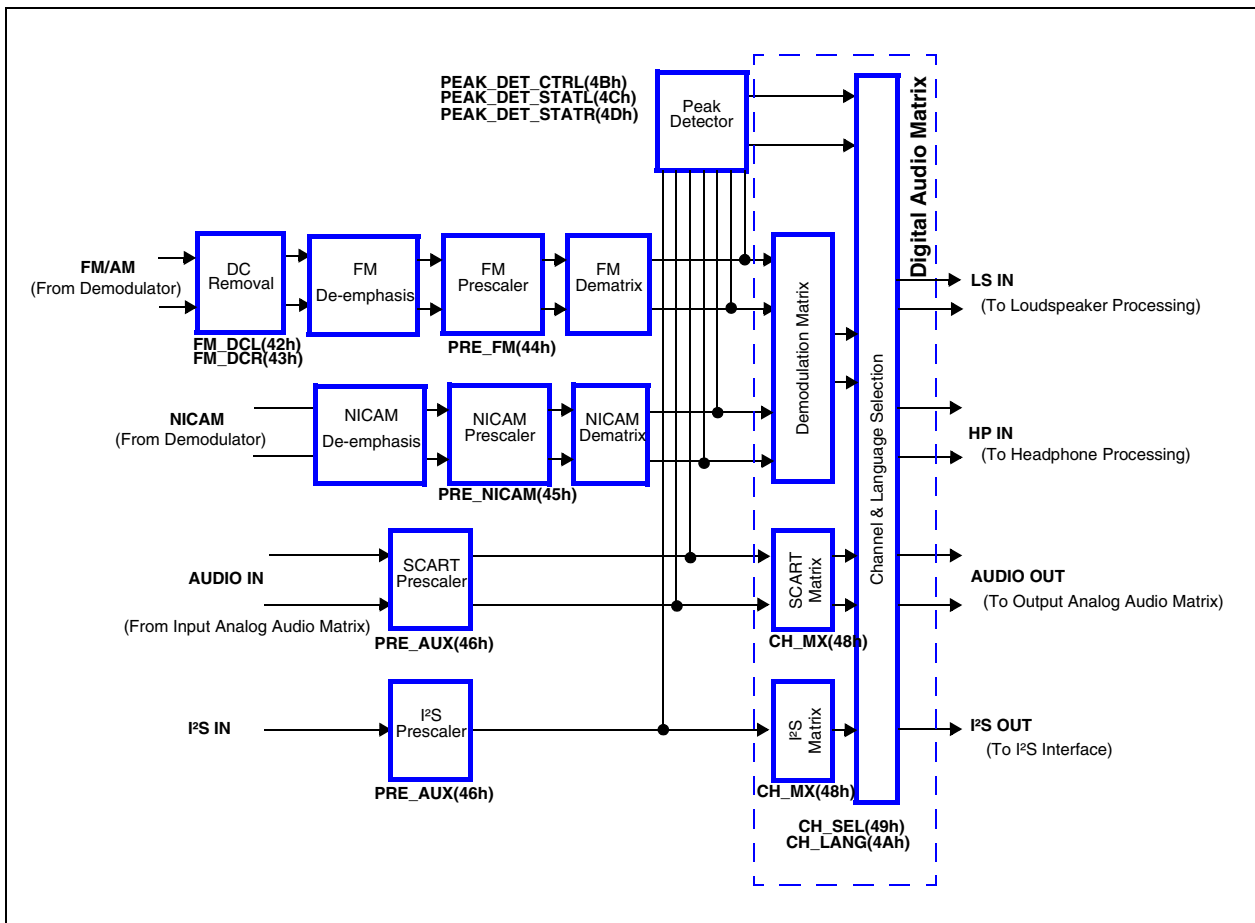 PEAK_DET_CTRL(4Bh)
PEAK_DET_STATL(4Ch)
PEAK_DET_STATR(4Dh)
Peak
Detector
Digital Audio Matrix
FM/AM
(From Demodulator)
DC
Removal
FM
De-emphasis
FM
Prescaler
FM
Dematrix
FM_DCL(42h)
FM_DCR(43h)
PRE_FM(44h)
Demodulation Matrix
Channel & Language Selection
LS IN
(To Loudspeaker Processing)
NICAM
(From Demodulator)
NICAM
De-emphasis
NICAM
Prescaler
NICAM
Dematrix
PRE_NICAM(45h)
HP IN
(To Headphone Processing)
AUDIO IN
(From Input Analog Audio Matrix)
SCART
Prescaler
PRE_AUX(46h)
SCART
Matrix
CH_MX(48h)
AUDIO OUT
(To Output Analog Audio Matrix)
I²S IN
I²S
Prescaler
PRE_AUX(46h)
I²S
Matrix
CH_MX(48h)
I²S OUT
(To I²S Interface)
CH_SEL(49h)
CH_LANG(4Ah)